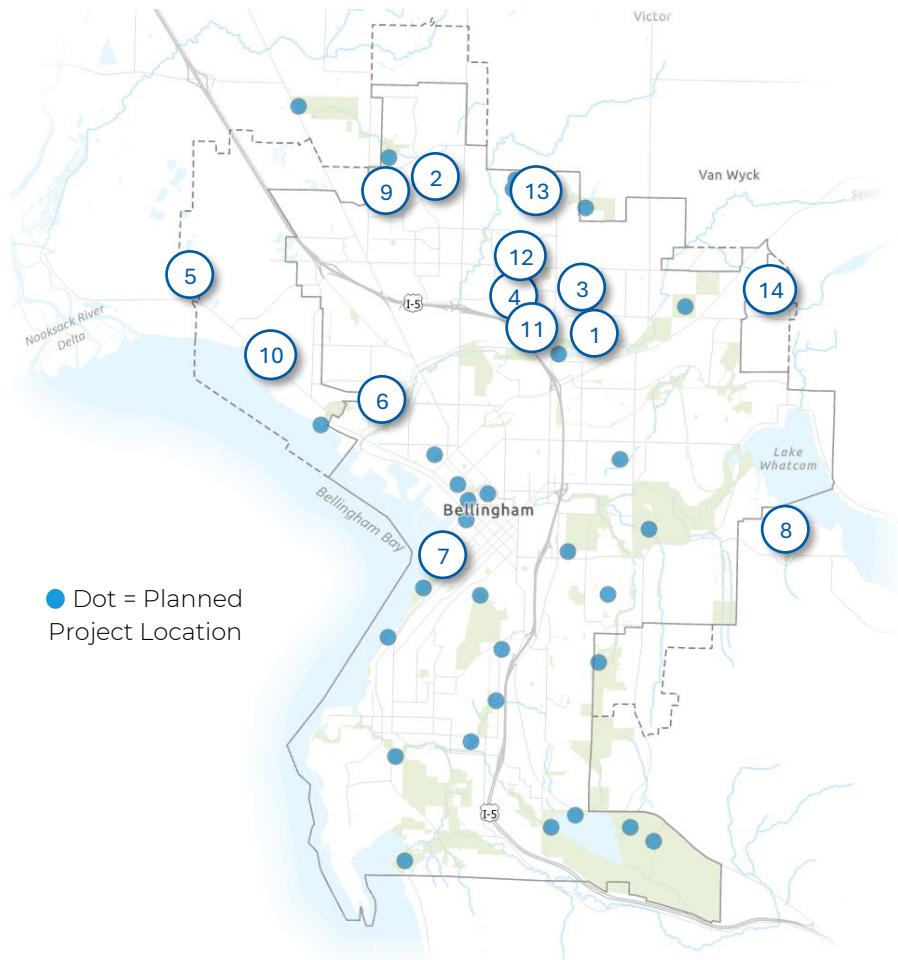 Victor
Van Wyck
Squ
2
9
13
12
5
3
14
4
I-5
11
1
Nooksack River
Delta
10
6
Lake
Whatcom
Bellingham
Bellingham Bay
8
7
Dot = Planned
Project Location
I-5